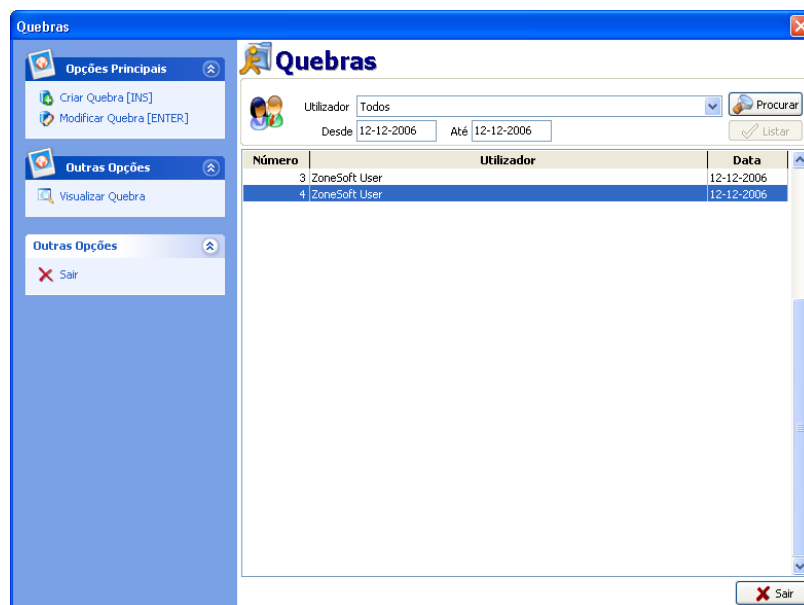 Quebras
Opções Principais
Criar Quebra [INS]
Modificar Quebra [ENTER]
Outras Opções
Visualizar Quebra
Outras Opções
Sair
Quebras
Utilizador Todos Procurar
Desde 12-12-2006 Até 12-12-2006 Listar
Número Utilizador Data
3 ZoneSoft User 12-12-2006
4 ZoneSoft User 12-12-2006
Sair